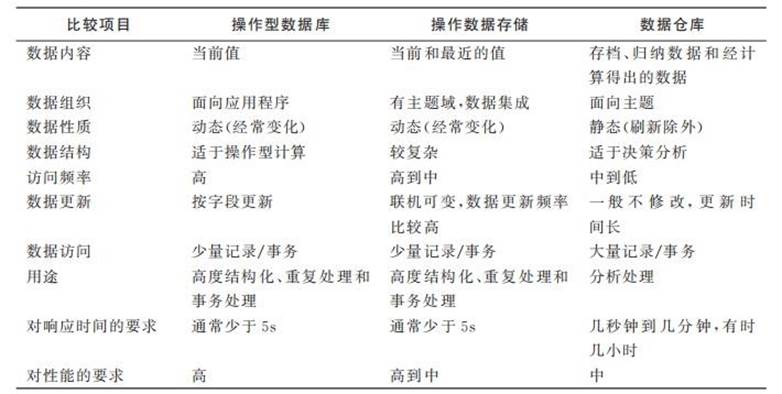 比较项目 操作型数据库 操作数据存储 数据仓库
数据内容 当前值 当前和最近的值 存档、归纳数据和经计
算得出的数据
数据组织 面向应用程序 有主题域,数据集成 面向主题
数据性质 动态(经常变化) 动态(经常变化) 静态(刷新除外)
数据结构 适于操作型计算 较复杂 适于决策分析
访问频率 高 高到中 中到低
数据更新 按字段更新 联机可变,数据更新频率 一般不修改,更新时
比较高 间长
数据访问 少量记录/事务 少量记录/事务 大量记录/事务
用途 高度结构化、重复处理和 高度结构化、重复处理和 分析处理
事务处理 事务处理
对响应时间的要求 通常少于5s 通常少于5s 几秒钟到几分钟,有时
几小时
对性能的要求 高 高到中 中